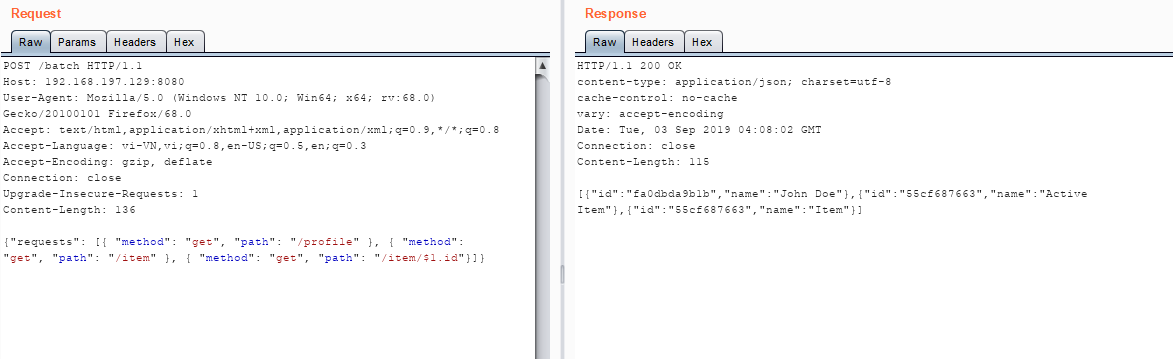 Request
Raw Params Headers Hex
POST /batch HTTP/1.1
Host: 192.168.197.129:8080
User-Agent: Mozilla/5.0 (Windows NT 10.0; Win64; x64; rv:68.0)
Gecko/20100101 Firefox/68.0
Accept: text/html,application/xhtml+xml,application/xml;q=0.9,*/*;q=0.8
Accept-Language: vi-VN,vi;q=0.8,en-US;q=0.5,en;q=0.3
Accept-Encoding: gzip, deflate
Connection: close
Upgrade-Insecure-Requests: 1
Content-Length: 136
{"requests": [{ "method": "get", "path": "/profile" }, { "method":
"get", "path": "/item" }, { "method": "get", "path": "/item/$1.id"}]}
Response
Raw Headers Hex
HTTP/1.1 200 OK
content-type: application/json; charset=utf-8
cache-control: no-cache
vary: accept-encoding
Date: Tue, 03 Sep 2019 04:08:02 GMT
Connection: close
Content-Length: 115
[{"id":"fa0dbda9b1b","name":"John Doe"},{"id":"55cf687663","name":"Active
Item"},{"id":"55cf687663","name":"Item"}]